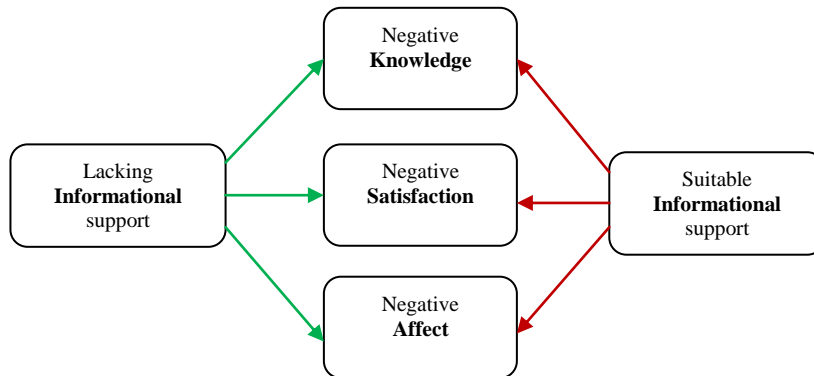 Negative
Knowledge
Lacking
Informational
support
Negative
Satisfaction
Suitable
Informational
support
Negative
Affect